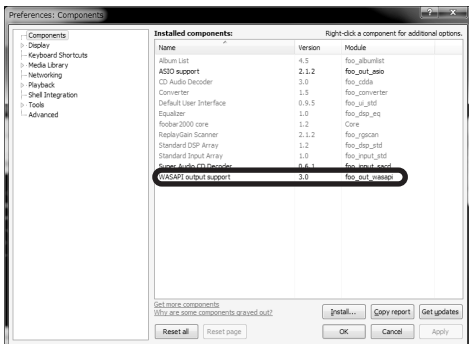 Preferences: Components
Components
Display
Keyboard Shortcuts
Media Library
Networking
Playback
Shell Integration
Tools
Advanced
Installed components:
Right-click a component for additional options.
Name Version Module
Album List 4.5 foo_albumlist
ASIO support 2.1.2 foo_out_asio
CD Audio Decoder 3.0 foo_cdda
Converter 1.5 foo_converter
Default User Interface 0.9.5 foo_ui_std
Equalizer 1.0 foo_dsp_eq
foobar2000 core 1.2 Core
ReplayGain Scanner 2.1.2 foo_rgscan
Standard DSP Array 1.2 foo_dsp_std
Standard Input Array 1.0 foo_input_std
Super Audio CD Decoder 0.6.1 foo_input_sacd
WASAPI output support 3.0 foo_out_wasapi
Get more components
Why are some components grayed out?
Install... Copy report Get updates
Reset all Reset page OK Cancel Apply